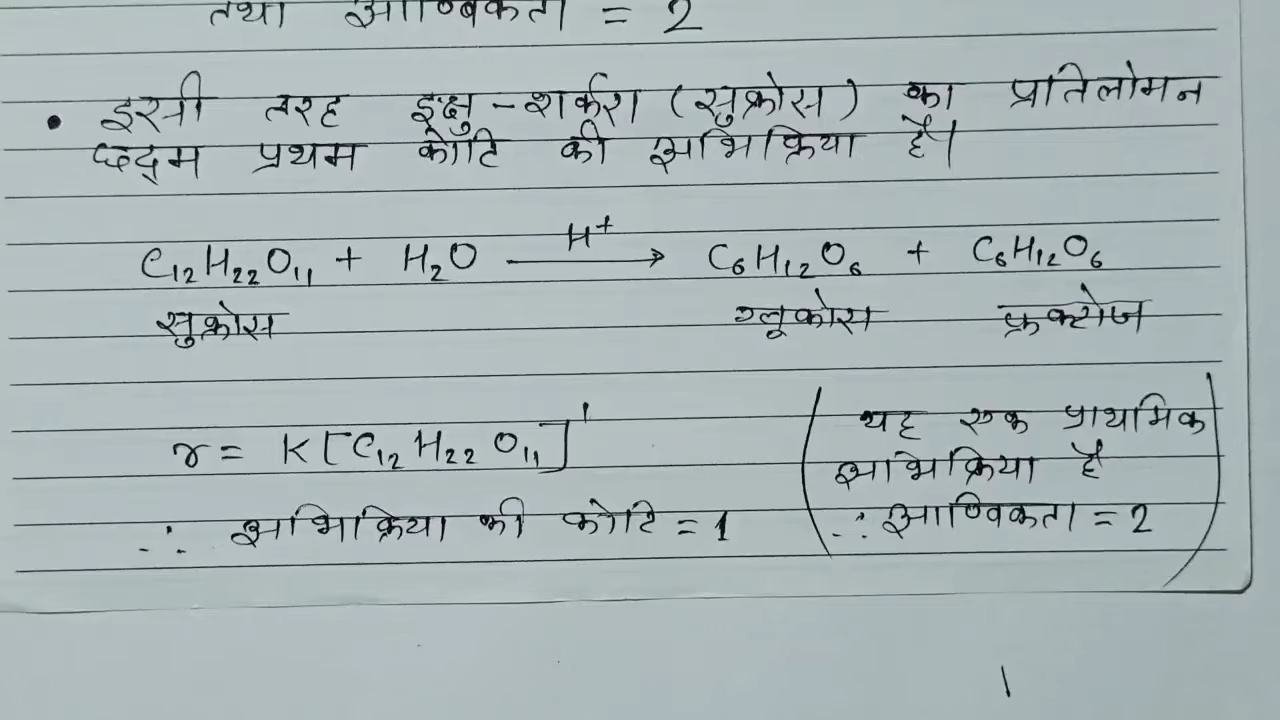 तथा आण्विकता = 2
• इसी तरह इक्षु-शर्करा (सुक्रोस) का प्रतिलोमन
छद्म प्रथम कोटि की अभिक्रिया है।
C₁₂H₂₂O₁₁ + H₂O —H⁺→ C₆H₁₂O₆ + C₆H₁₂O₆
सुक्रोस ग्लूकोस फ्रक्टोज
r = K[C₁₂H₂₂O₁₁]¹
∴ अभिक्रिया की कोटि = 1
(यह एक प्राथमिक
अभिक्रिया है
∴ आण्विकता = 2)